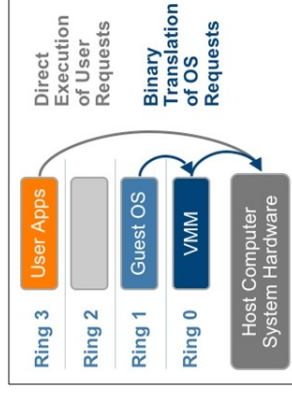 Ring 3
User Apps
Direct
Execution
of User
Requests
Ring 2
Ring 1
Guest OS
Binary
Translation
of OS
Requests
Ring 0
VMM
Host Computer
System Hardware